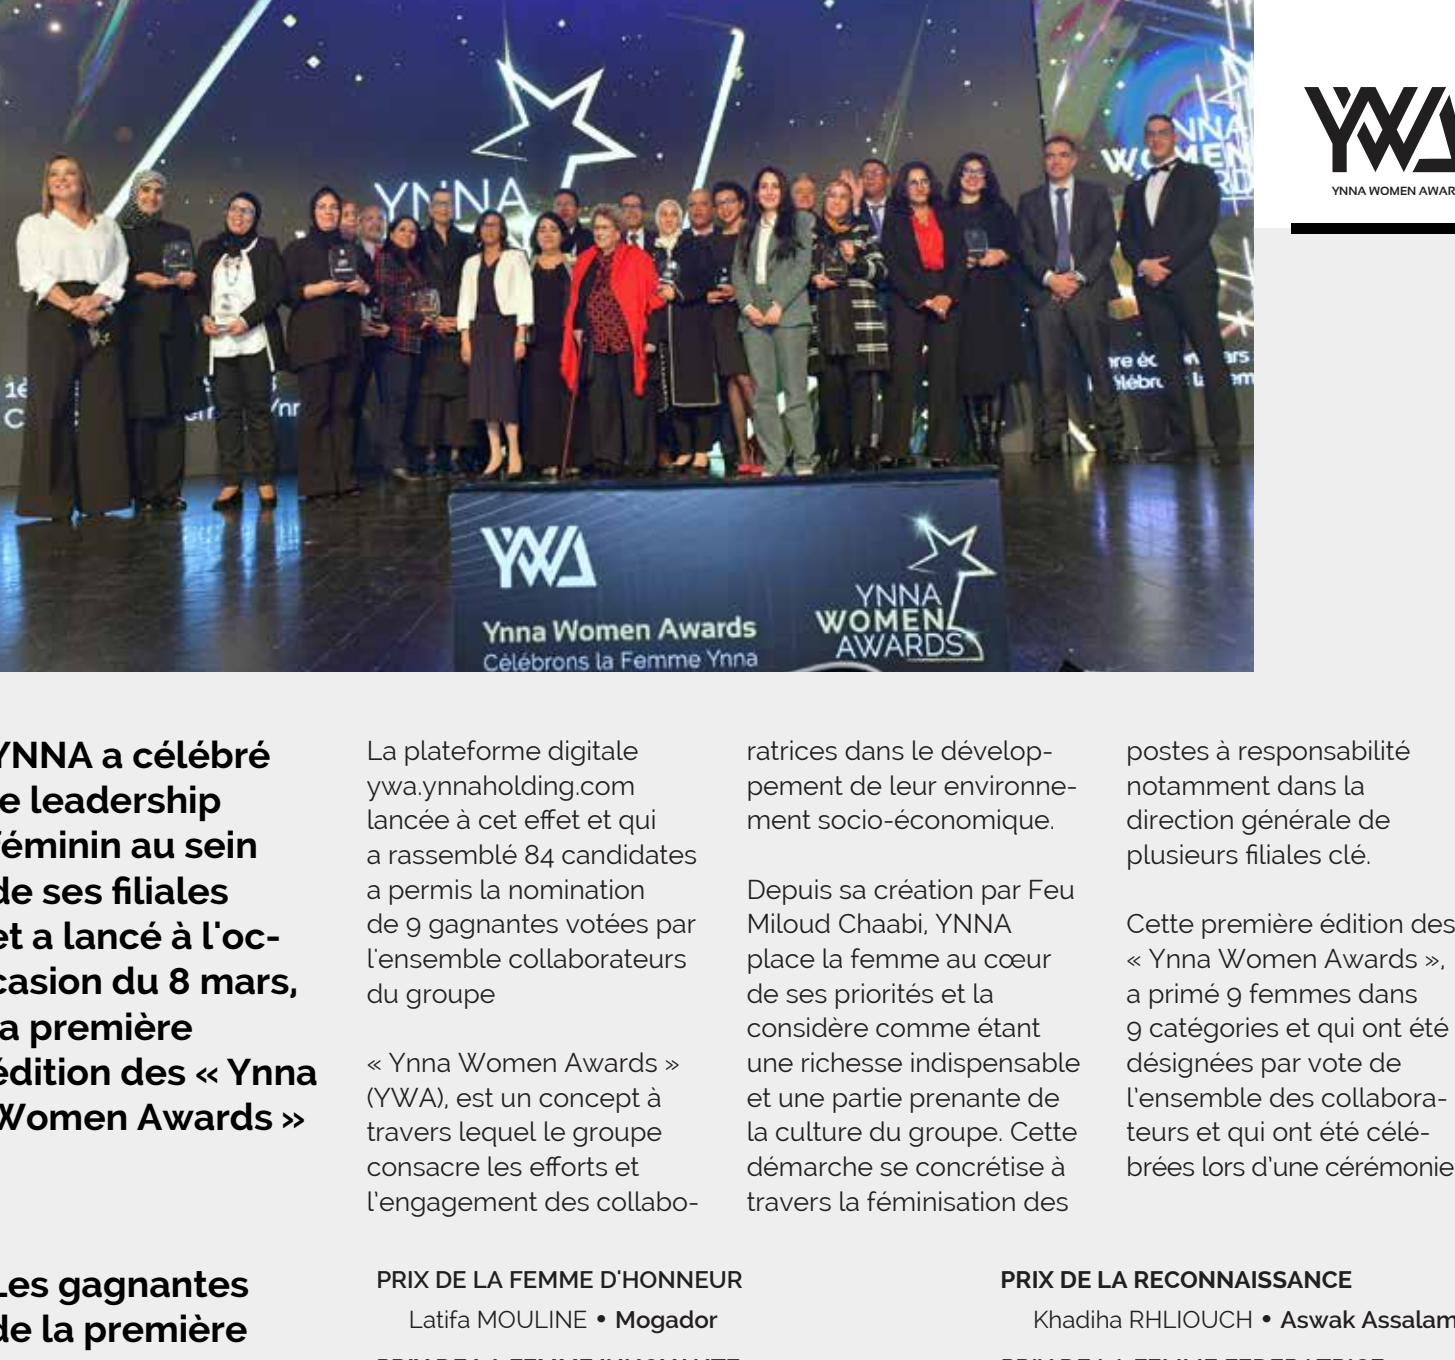 YNNA
YNNA
WOMEN
YWA
YNNA WOMEN AWAR
YWA
Ynna Women Awards
Célébrons la Femme Ynna
YNNA
WOMEN
AWARDS
YNNA a célébré
le leadership
féminin au sein
de ses filiales
et a lancé à l'oc-
casion du 8 mars,
la première
édition des « Ynna
Women Awards »
La plateforme digitale
ywa.ynnaholding.com
lancée à cet effet et qui
a rassemblé 84 candidates
a permis la nomination
de 9 gagnantes votées par
l'ensemble collaborateurs
du groupe
« Ynna Women Awards »
(YWA), est un concept à
travers lequel le groupe
consacre les efforts et
l'engagement des collabo-
ratrices dans le dévelop-
pement de leur environne-
ment socio-économique.
Depuis sa création par Feu
Miloud Chaabi, YNNA
place la femme au cœur
de ses priorités et la
considère comme étant
une richesse indispensable
et une partie prenante de
la culture du groupe. Cette
démarche se concrétise à
travers la féminisation des
postes à responsabilité
notamment dans la
direction générale de
plusieurs filiales clé.
Cette première édition des
« Ynna Women Awards »,
a primé 9 femmes dans
9 catégories et qui ont été
désignées par vote de
l'ensemble des collabora-
teurs et qui ont été célé-
brées lors d'une cérémonie
Les gagnantes
de la première
PRIX DE LA FEMME D'HONNEUR
Latifa MOULINE • Mogador
PRIX DE LA RECONNAISSANCE
Khadiha RHLIOUCH • Aswak Assalam